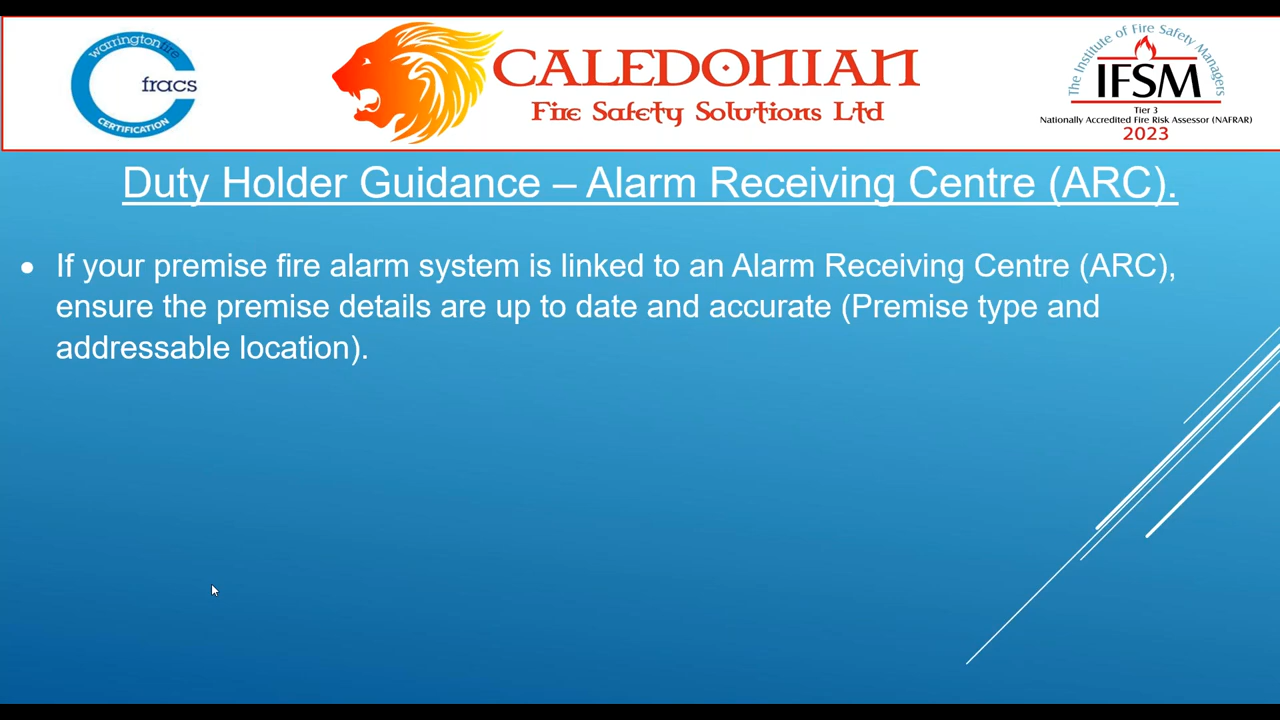 warringtonfire
fracs
CERTIFICATION
CALEDONIAN
Fire Safety Solutions Ltd
The Institute of Fire Safety Managers
IFSM
Tier 3
Nationally Accredited Fire Risk Assessor (NAFRAR)
2023
Duty Holder Guidance – Alarm Receiving Centre (ARC).
• If your premise fire alarm system is linked to an Alarm Receiving Centre (ARC),
ensure the premise details are up to date and accurate (Premise type and
addressable location).